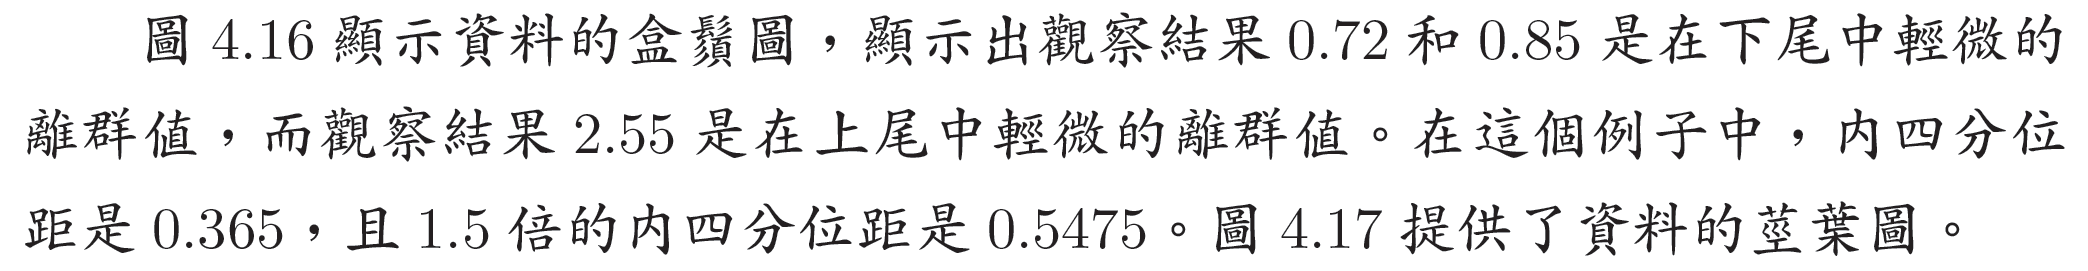 圖 4.16 顯示資料的盒鬚圖，顯示出觀察結果 0.72 和 0.85 是在下尾中輕微的
離群值，而觀察結果 2.55 是在上尾中輕微的離群值。在這個例子中，內四分位
距是 0.365，且 1.5 倍的內四分位距是 0.5475。圖 4.17 提供了資料的莖葉圖。